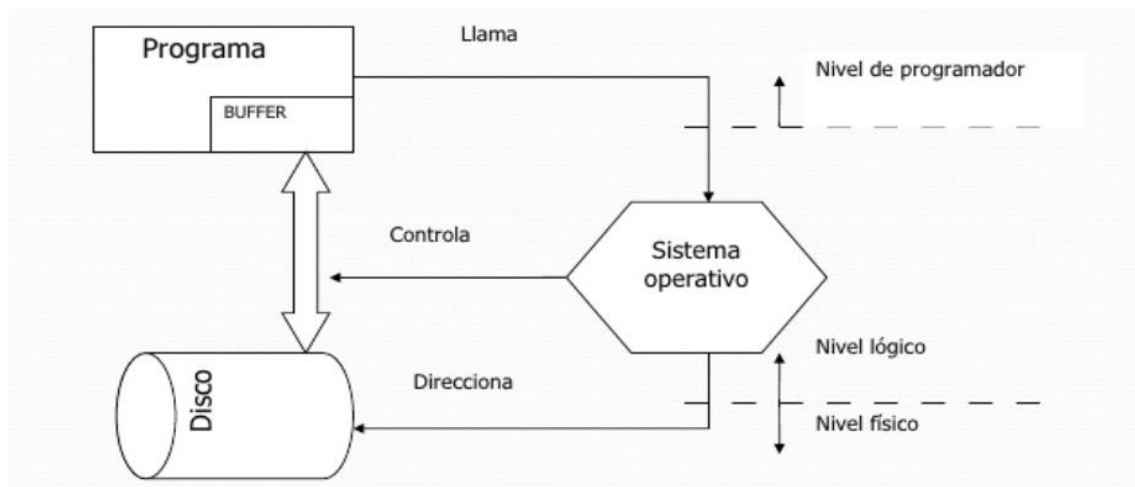 Programa
BUFFER
Llama
Nivel de programador
Controla
Sistema
operativo
Nivel lógico
Direcciona
Disco
Nivel físico